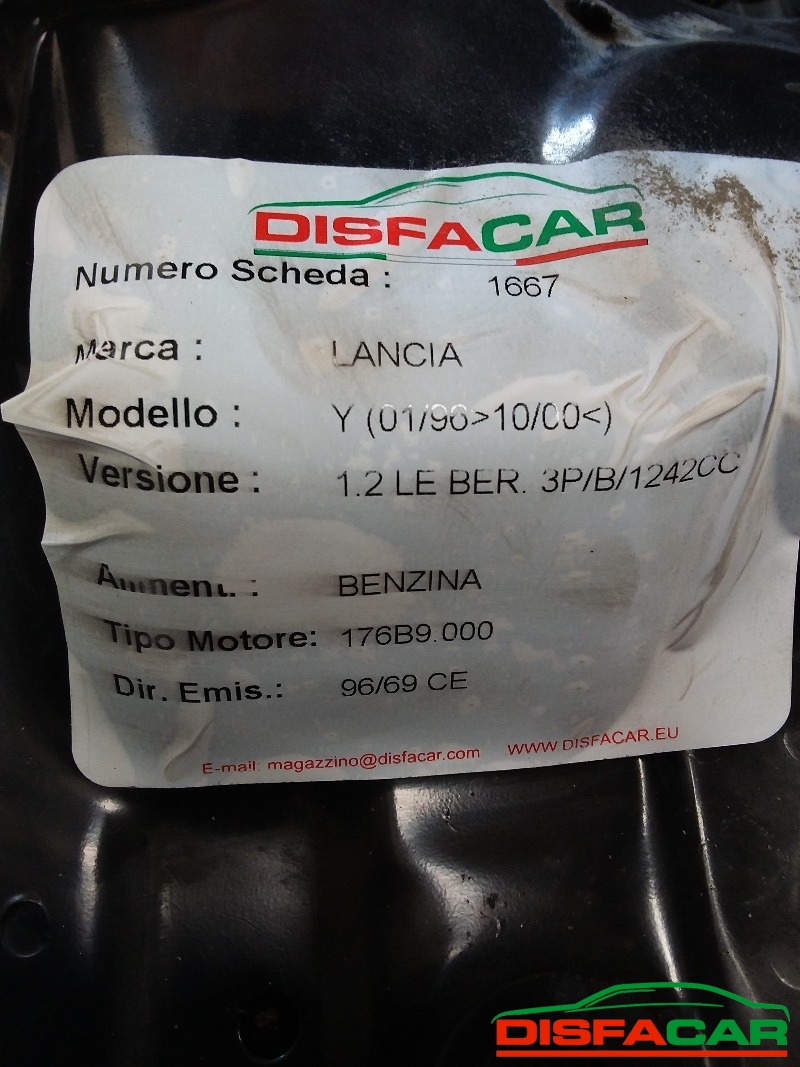 DISFACAR
Numero Scheda : 1667
Marca : LANCIA
Modello : Y (01/96>10/00<)
Versione : 1.2 LE BER. 3P/B/1242CC
Aliment. : BENZINA
Tipo Motore: 176B9.000
Dir. Emis.: 96/69 CE
E-mail: magazzino@disfacar.com WWW.DISFACAR.EU
DISFACAR